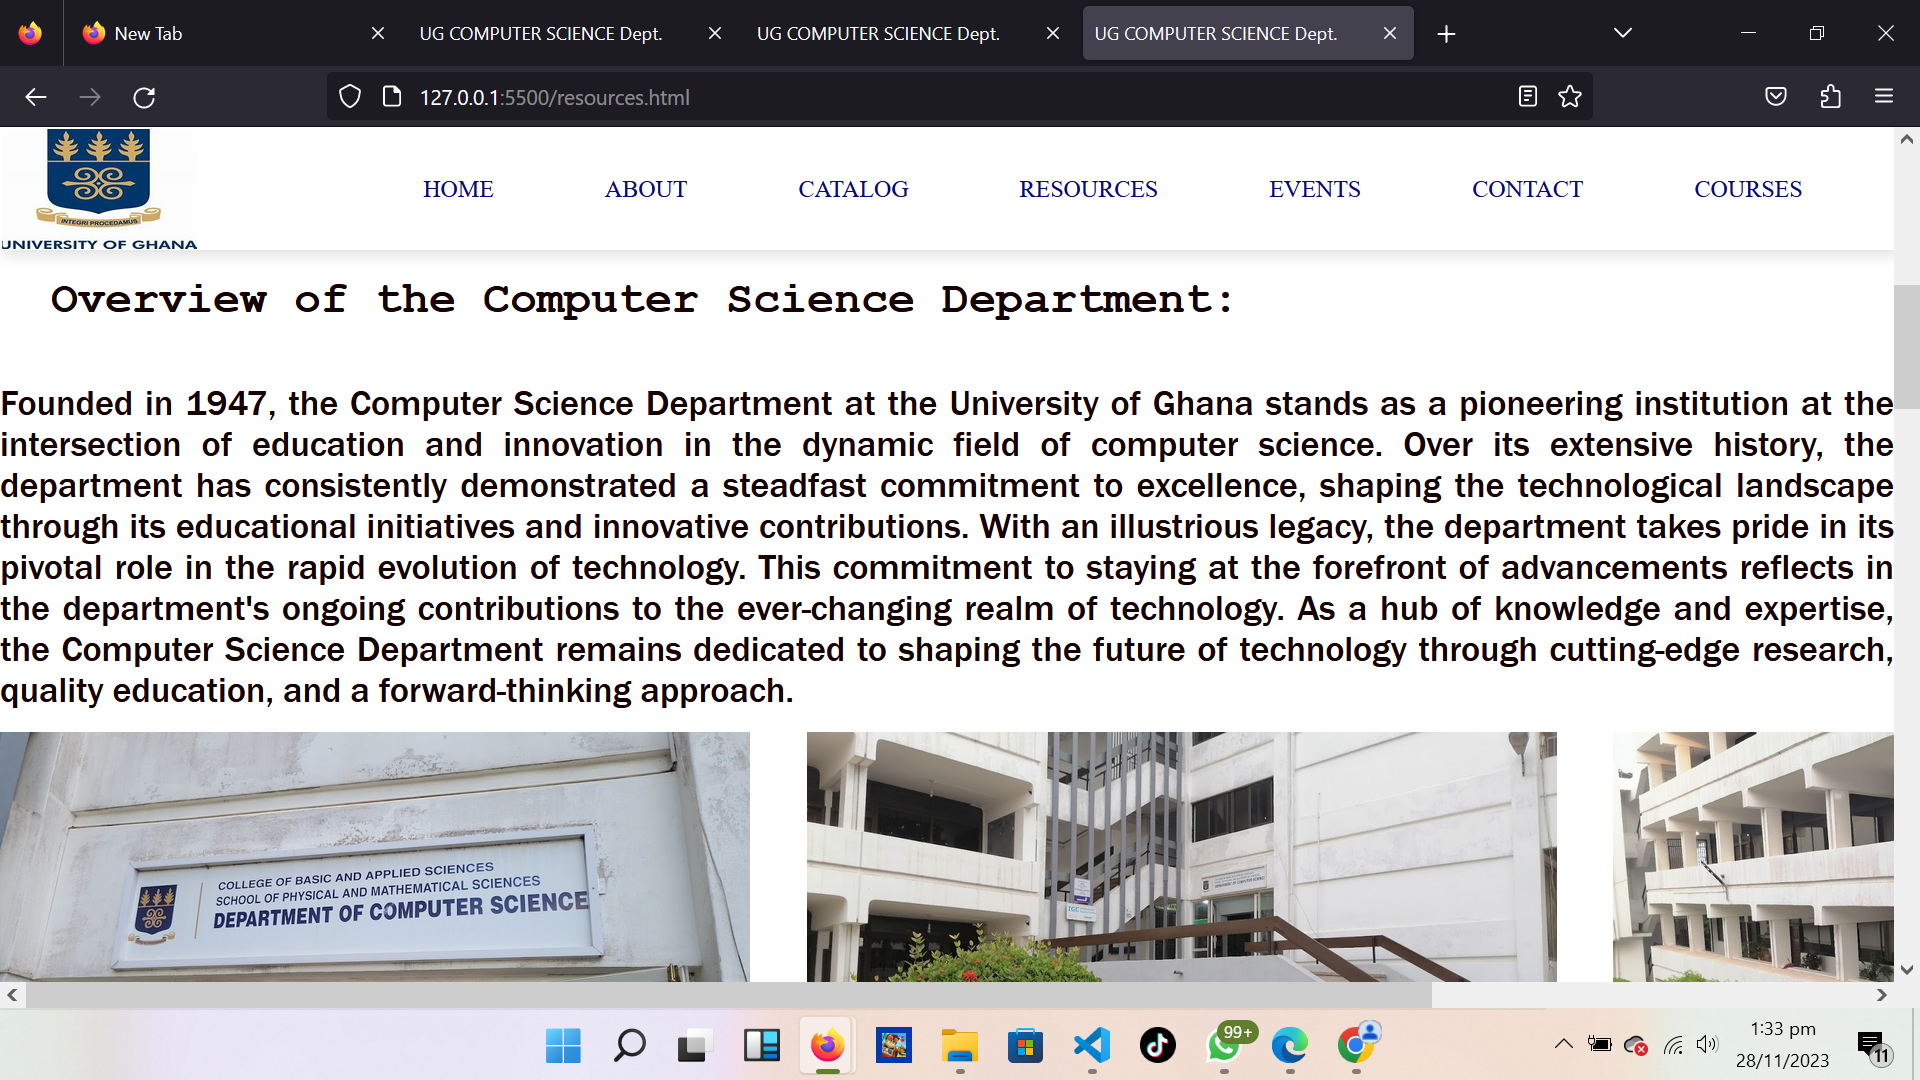 New Tab
UG COMPUTER SCIENCE Dept.
UG COMPUTER SCIENCE Dept.
UG COMPUTER SCIENCE Dept.
127.0.0.1:5500/resources.html
INTEGRI PROCEDAMUS
UNIVERSITY OF GHANA
HOME
ABOUT
CATALOG
RESOURCES
EVENTS
CONTACT
COURSES
Overview of the Computer Science Department:
Founded in 1947, the Computer Science Department at the University of Ghana stands as a pioneering institution at the
intersection of education and innovation in the dynamic field of computer science. Over its extensive history, the
department has consistently demonstrated a steadfast commitment to excellence, shaping the technological landscape
through its educational initiatives and innovative contributions. With an illustrious legacy, the department takes pride in its
pivotal role in the rapid evolution of technology. This commitment to staying at the forefront of advancements reflects in
the department's ongoing contributions to the ever-changing realm of technology. As a hub of knowledge and expertise,
the Computer Science Department remains dedicated to shaping the future of technology through cutting-edge research,
quality education, and a forward-thinking approach.
COLLEGE OF BASIC AND APPLIED SCIENCES
SCHOOL OF PHYSICAL AND MATHEMATICAL SCIENCES
DEPARTMENT OF COMPUTER SCIENCE
DEPARTMENT OF COMPUTER SCIENCE
IGC
99+
1:33 pm
28/11/2023
11